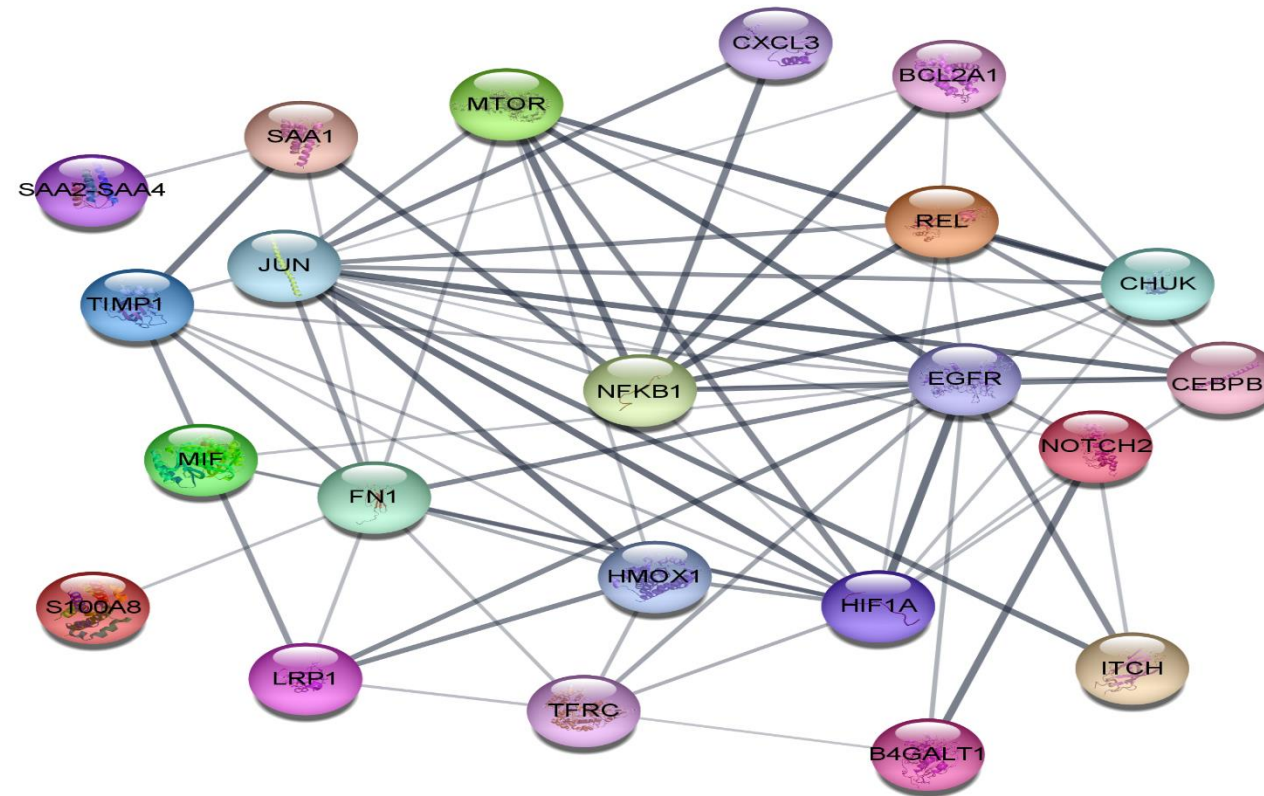 CXCL3
BCL2A1
MTOR
SAA1
SAA2-SAA4
REL
JUN
CHUK
TIMP1
NFKB1
EGFR
CEBPB
NOTCH2
MIF
FN1
HMOX1
HIF1A
S100A8
ITCH
LRP1
TFRC
B4GALT1